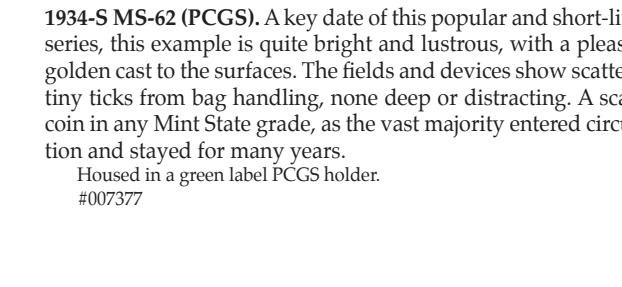 1934-S MS-62 (PCGS). A key date of this popular and short-li
series, this example is quite bright and lustrous, with a pleas
golden cast to the surfaces. The fields and devices show scatte
tiny ticks from bag handling, none deep or distracting. A sca
coin in any Mint State grade, as the vast majority entered circu
tion and stayed for many years.
Housed in a green label PCGS holder.
#007377